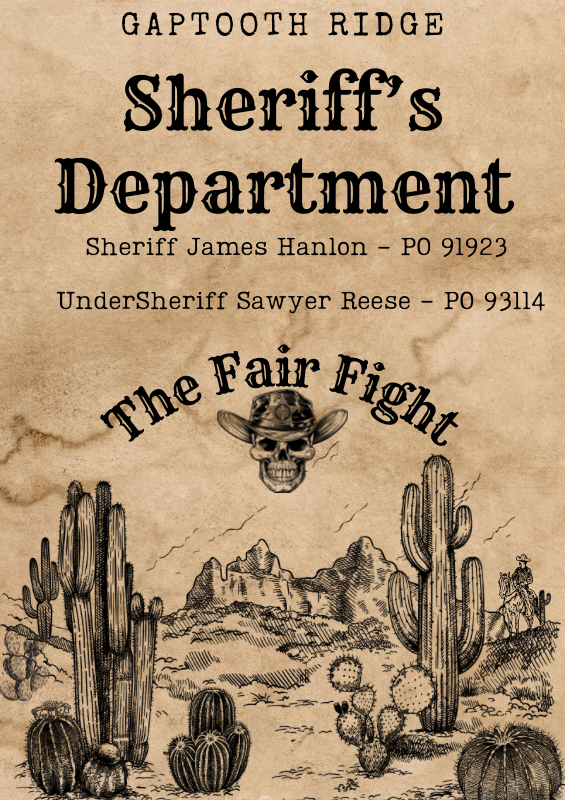 GAPTOOTH RIDGE
Sheriff's
Department
Sheriff James Hanlon – PO 91923
UnderSheriff Sawyer Reese – PO 93114
The Fair Fight